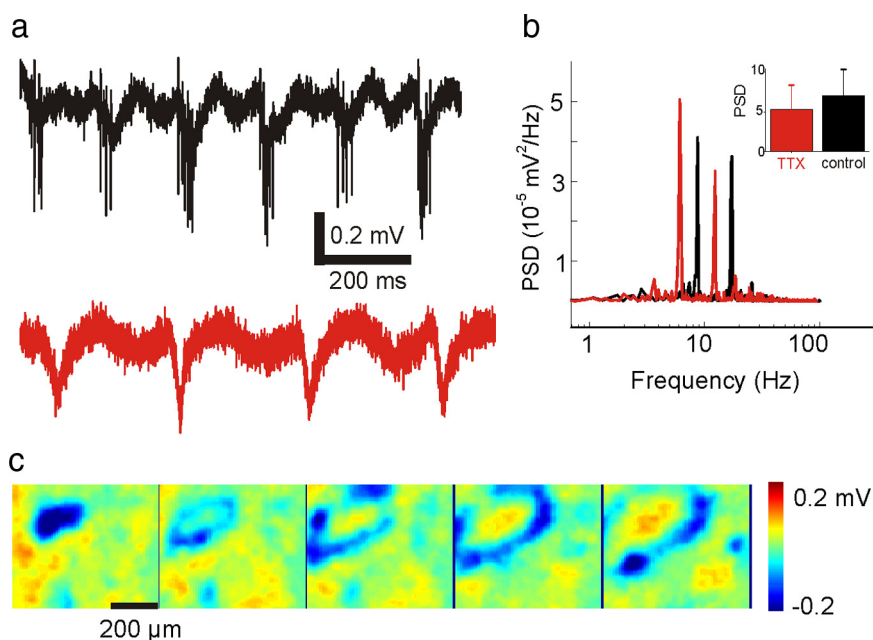 a
0.2 mV
200 ms
b
PSD (10⁻⁵ mV²/Hz)
5
3
1
1 10 100
Frequency (Hz)
PSD
10
5
0
TTX control
c
200 µm
0.2 mV
-0.2